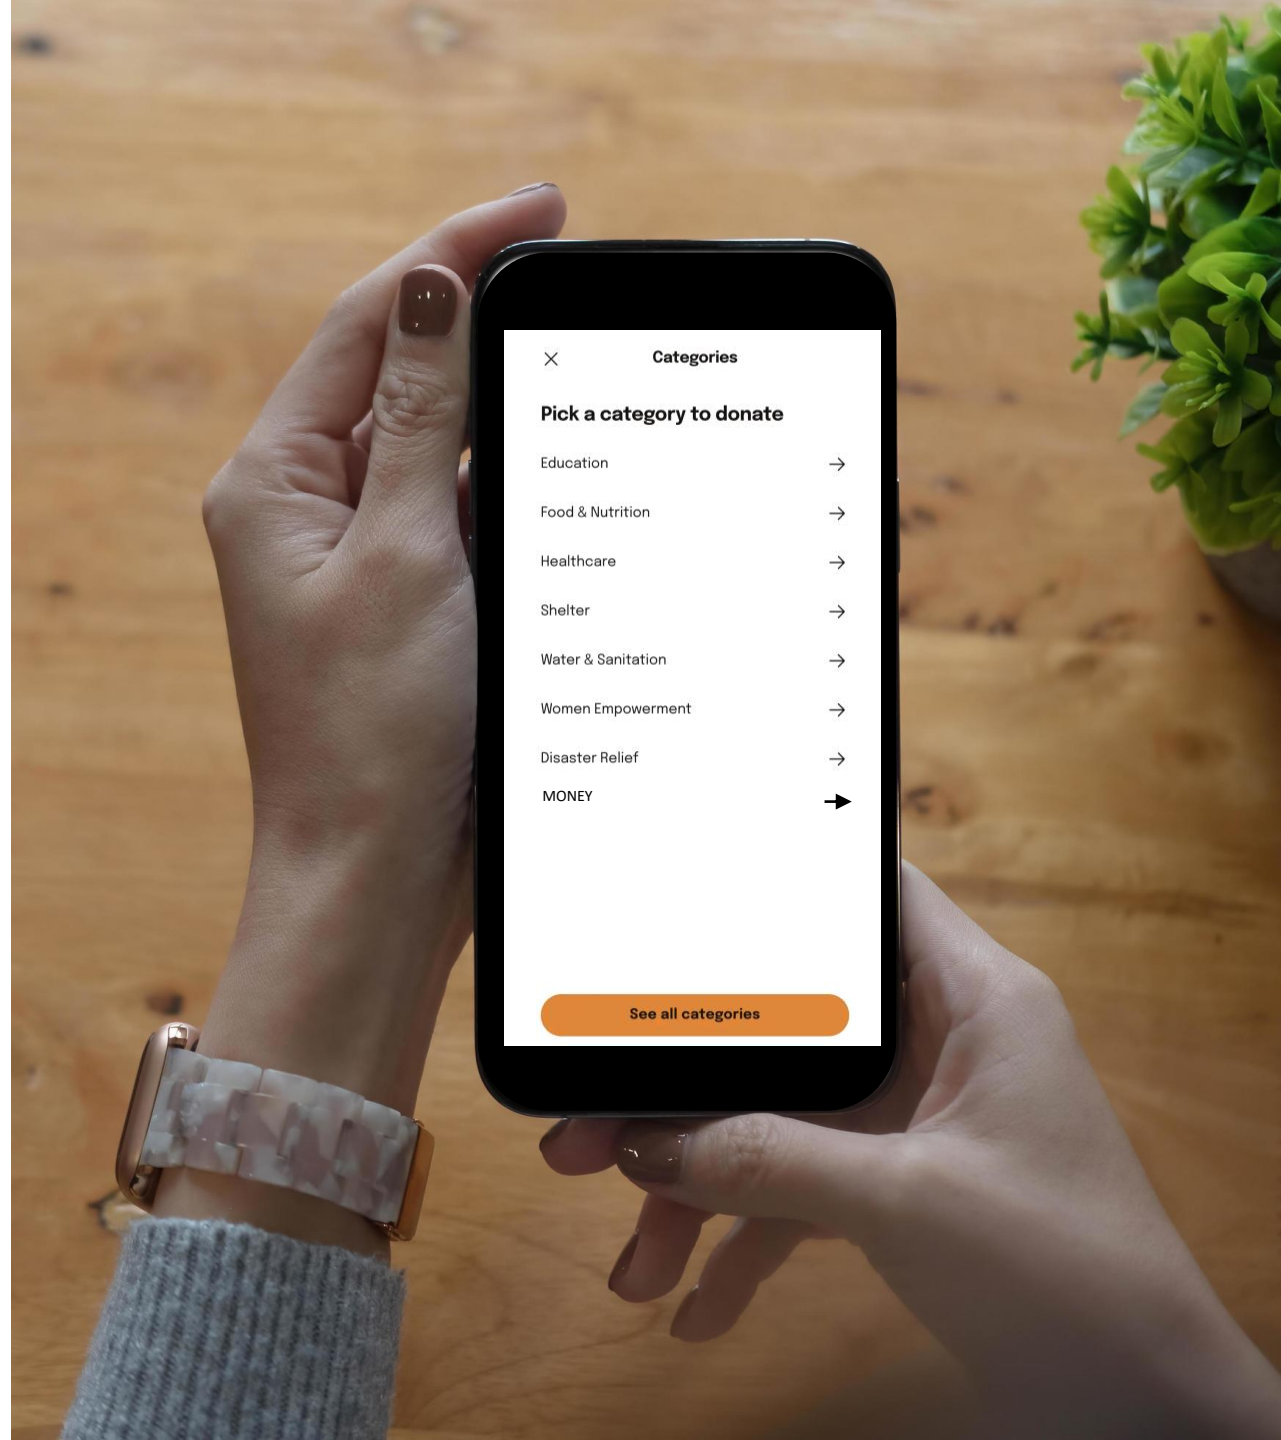 Categories
Pick a category to donate
Education
Food & Nutrition
Healthcare
Shelter
Water & Sanitation
Women Empowerment
Disaster Relief
MONEY
See all categories